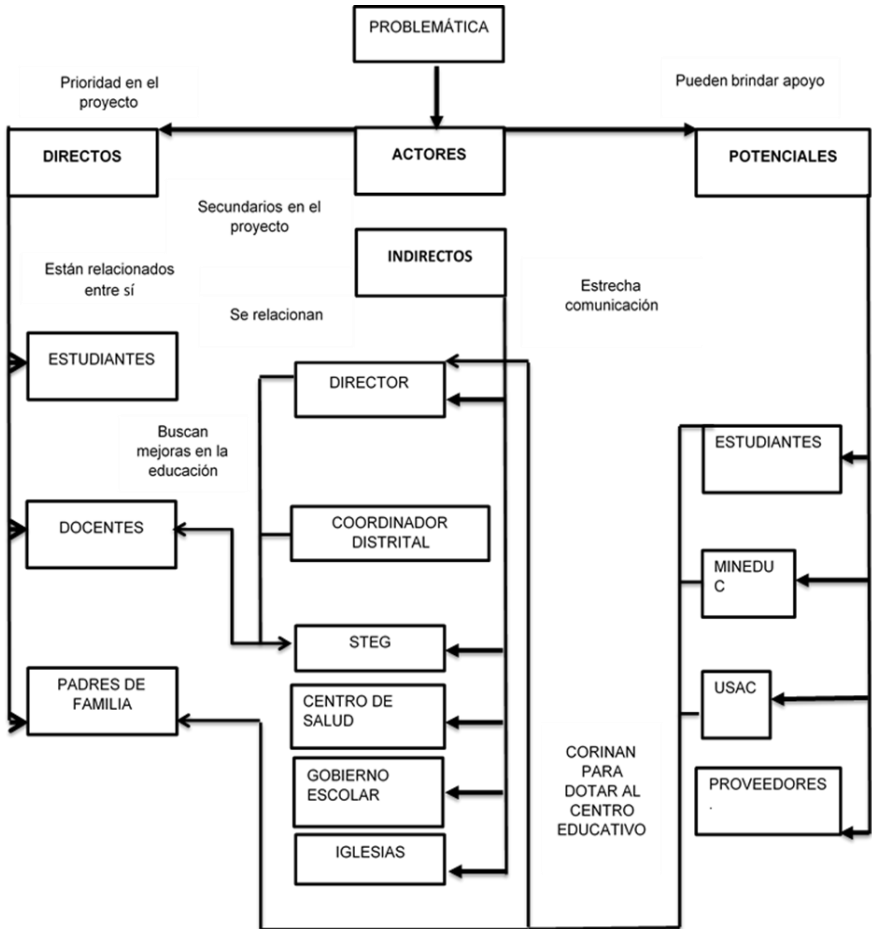 PROBLEMÁTICA
Prioridad en el
proyecto
Pueden brindar apoyo
DIRECTOS
ACTORES
POTENCIALES
Secundarios en el
proyecto
INDIRECTOS
Están relacionados
entre sí
Estrecha
comunicación
Se relacionan
ESTUDIANTES
DIRECTOR
Buscan
mejoras en la
educación
ESTUDIANTES
DOCENTES
COORDINADOR
DISTRITAL
MINEDU
C
STEG
PADRES DE
FAMILIA
CENTRO DE
SALUD
USAC
GOBIERNO
ESCOLAR
CORINAN
PARA
DOTAR AL
CENTRO
EDUCATIVO
PROVEEDORES
.
IGLESIAS